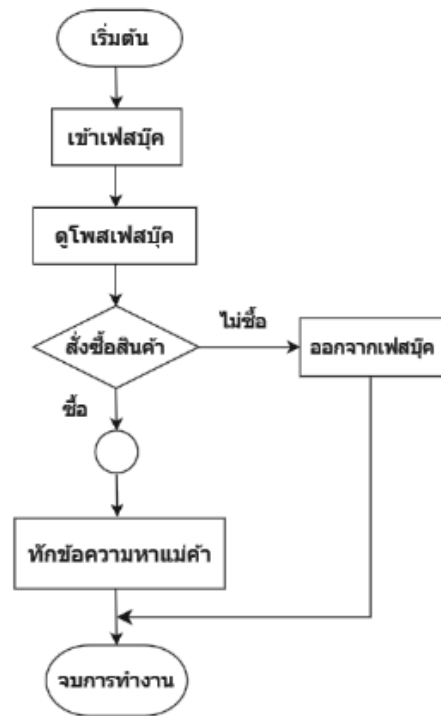 เริ่มต้น
เข้าเฟสบุ๊ค
ดูโพสเฟสบุ๊ค
สั่งซื้อสินค้า
ไม่ซื้อ
ออกจากเฟสบุ๊ค
ซื้อ
ทักข้อความหาแม่ค้า
จบการทำงาน